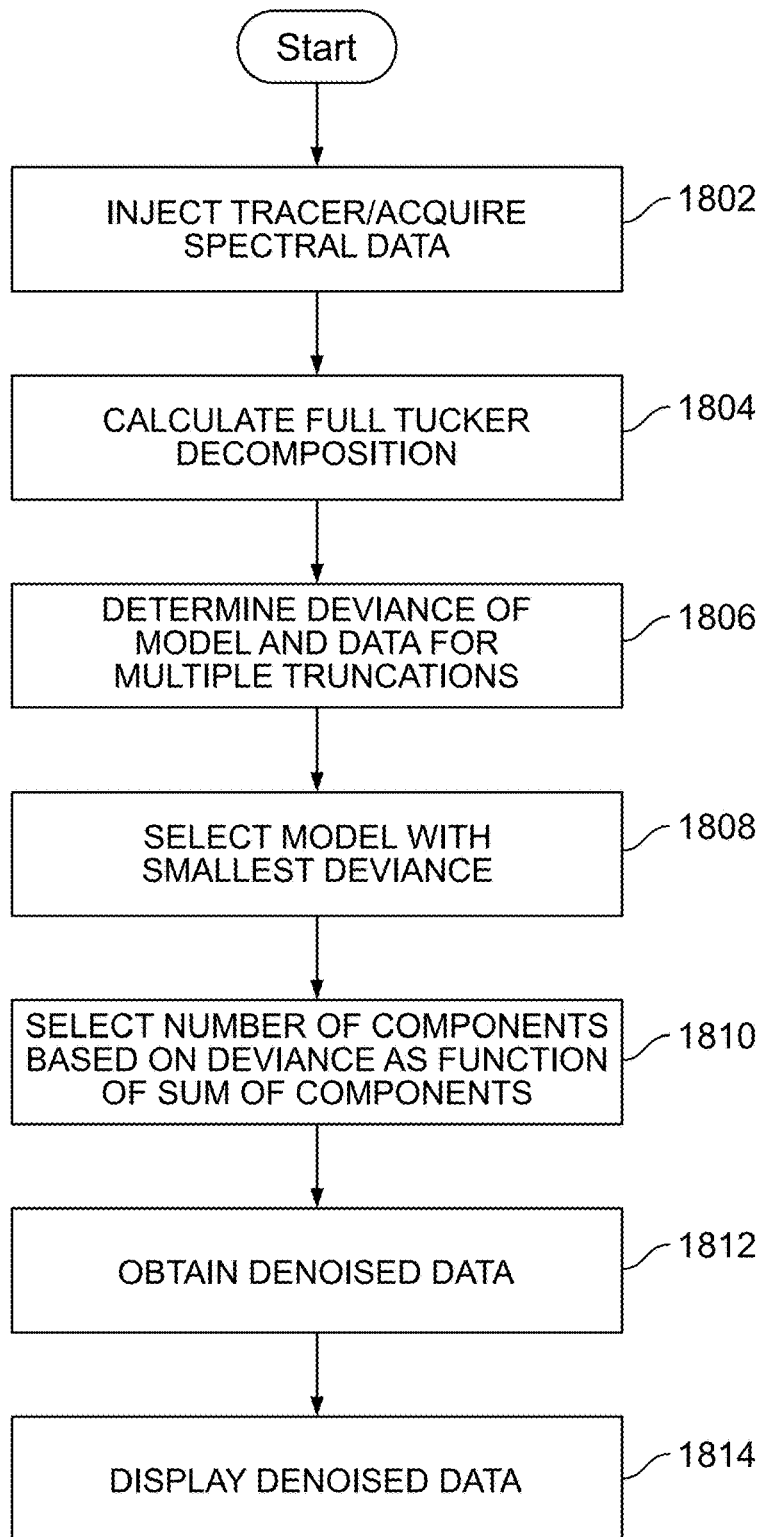 Start
INJECT TRACER/ACQUIRE
SPECTRAL DATA
1802
CALCULATE FULL TUCKER
DECOMPOSITION
1804
DETERMINE DEVIANCE OF
MODEL AND DATA FOR
MULTIPLE TRUNCATIONS
1806
SELECT MODEL WITH
SMALLEST DEVIANCE
1808
SELECT NUMBER OF COMPONENTS
BASED ON DEVIANCE AS FUNCTION
OF SUM OF COMPONENTS
1810
OBTAIN DENOISED DATA
1812
DISPLAY DENOISED DATA
1814